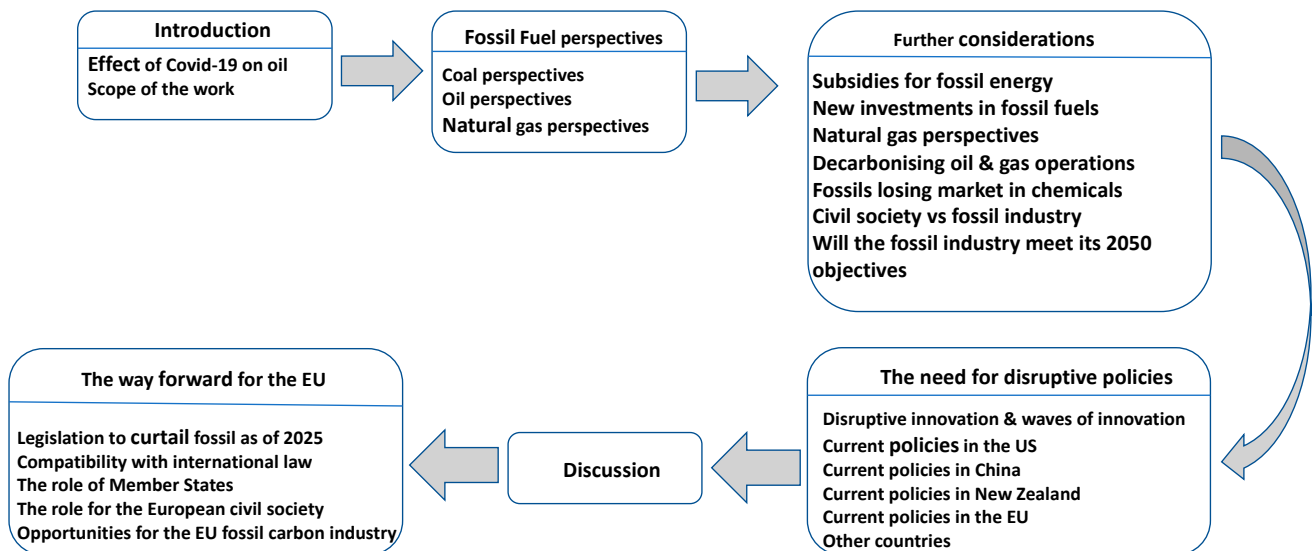 Introduction
Effect of Covid-19 on oil
Scope of the work
Fossil Fuel perspectives
Coal perspectives
Oil perspectives
Natural gas perspectives
Further considerations
Subsidies for fossil energy
New investments in fossil fuels
Natural gas perspectives
Decarbonising oil & gas operations
Fossils losing market in chemicals
Civil society vs fossil industry
Will the fossil industry meet its 2050
objectives
The need for disruptive policies
Disruptive innovation & waves of innovation
Current policies in the US
Current policies in China
Current policies in New Zealand
Current policies in the EU
Other countries
Discussion
The way forward for the EU
Legislation to curtail fossil as of 2025
Compatibility with international law
The role of Member States
The role for the European civil society
Opportunities for the EU fossil carbon industry